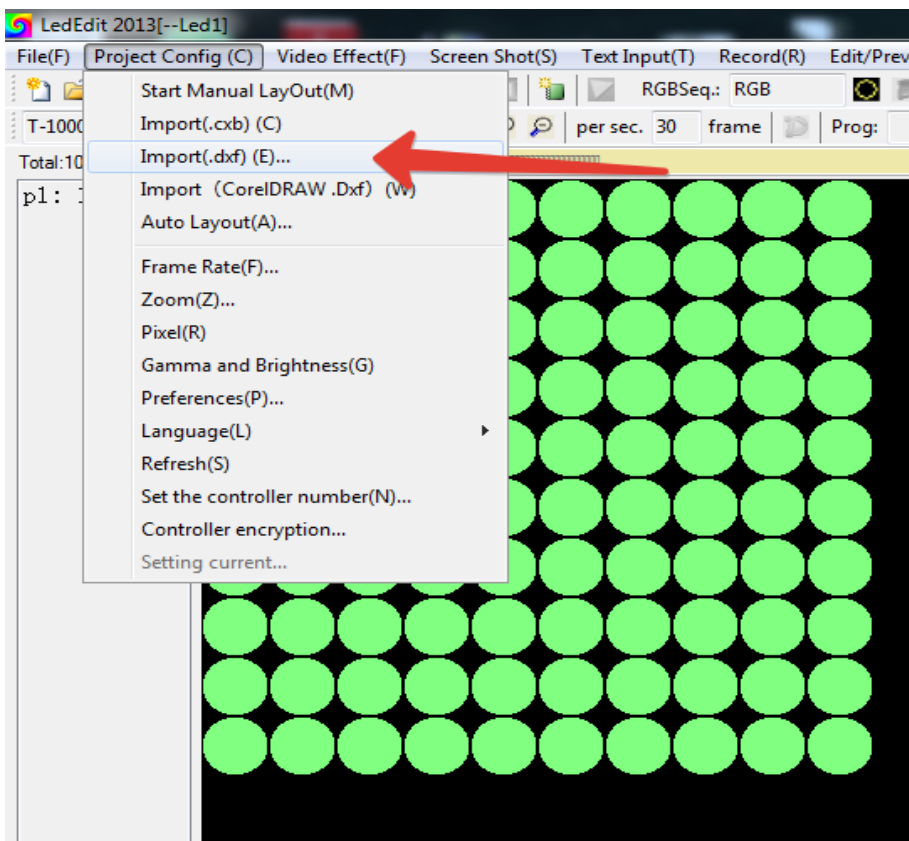 LedEdit 2013[--Led1]
File(F) Project Config (C) Video Effect(F) Screen Shot(S) Text Input(T) Record(R) Edit/Prev
RGBSeq.: RGB
T-1000 per sec. 30 frame Prog:
Total:10
p1:
Start Manual LayOut(M)
Import(.cxb) (C)
Import(.dxf) (E)...
Import（CorelDRAW .Dxf） (W)
Auto Layout(A)...
Frame Rate(F)...
Zoom(Z)...
Pixel(R)
Gamma and Brightness(G)
Preferences(P)...
Language(L)
Refresh(S)
Set the controller number(N)...
Controller encryption...
Setting current...